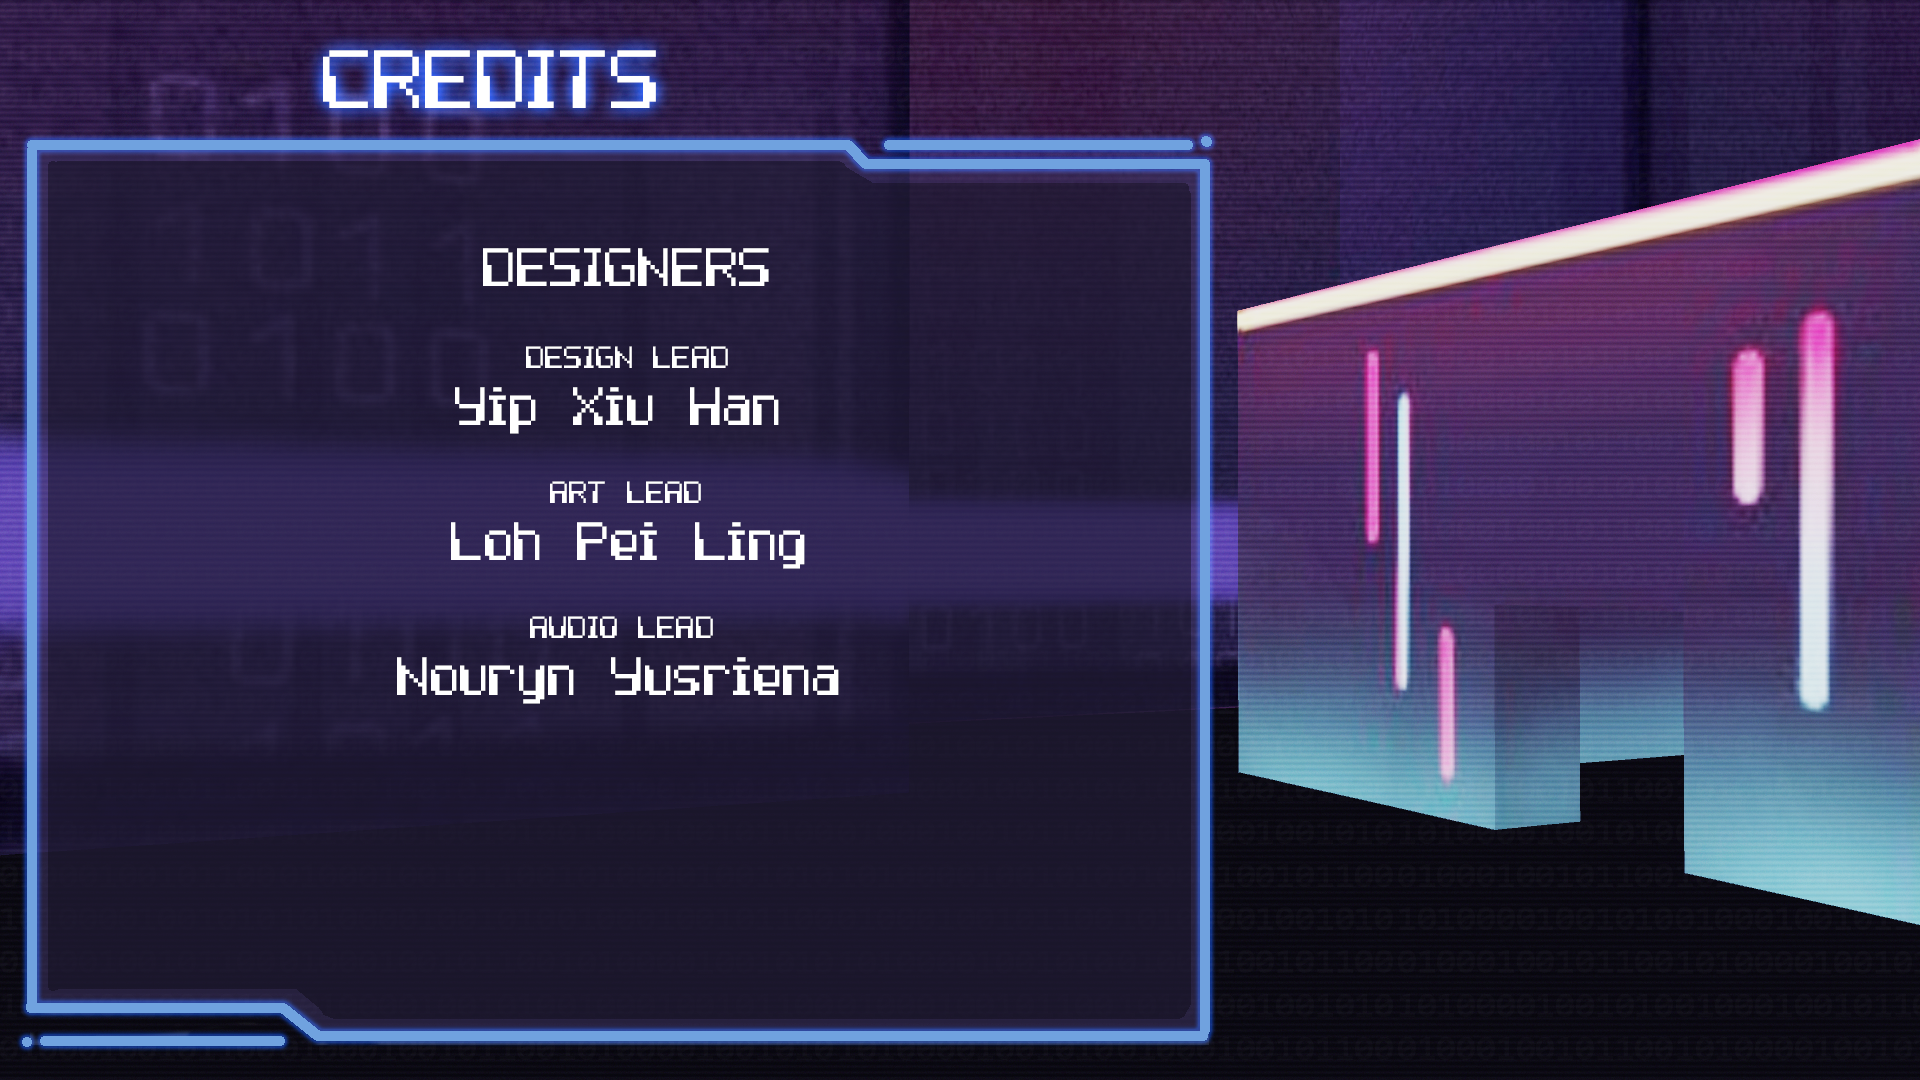 CREDITS
DESIGNERS
DESIGN LEAD
Yip Xiu Han
ART LEAD
Loh Pei Ling
AUDIO LEAD
Nouryn Yusriena